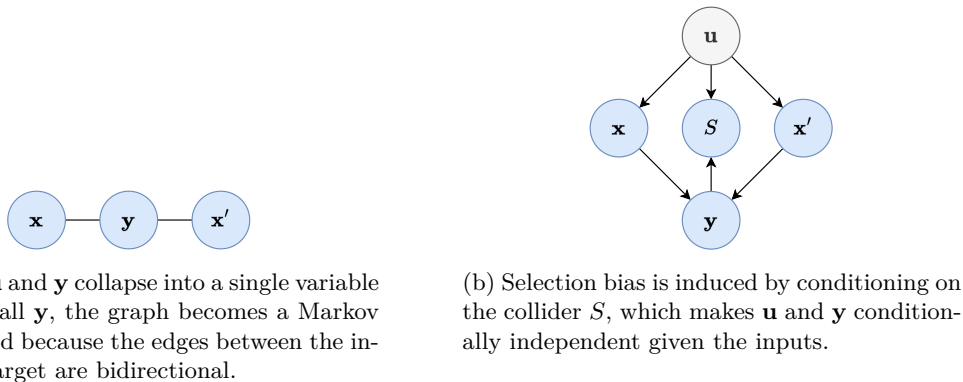 u
x
S
x′
y
x
y
x′
and y collapse into a single variable
all y, the graph becomes a Markov
because the edges between the in-
are bidirectional.
(b) Selection bias is induced by conditioning on
the collider S, which makes u and y condition-
ally independent given the inputs.